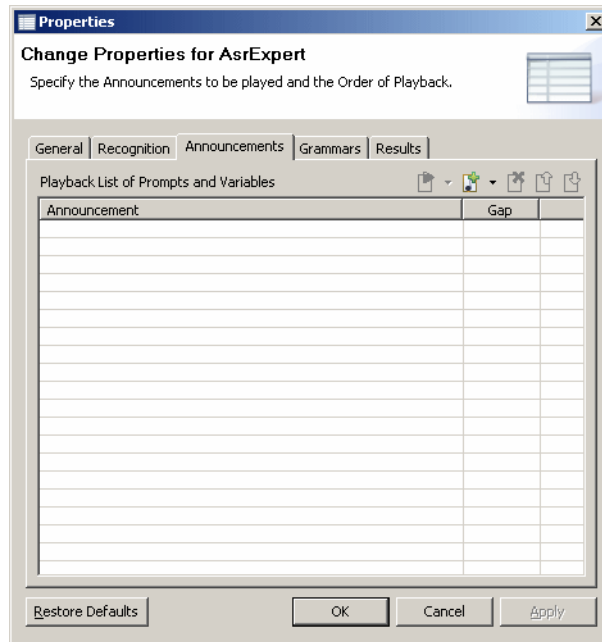 Properties
Change Properties for AsrExpert
Specify the Announcements to be played and the Order of Playback.
General Recognition Announcements Grammars Results
Playback List of Prompts and Variables
Announcement Gap
Restore Defaults OK Cancel Apply